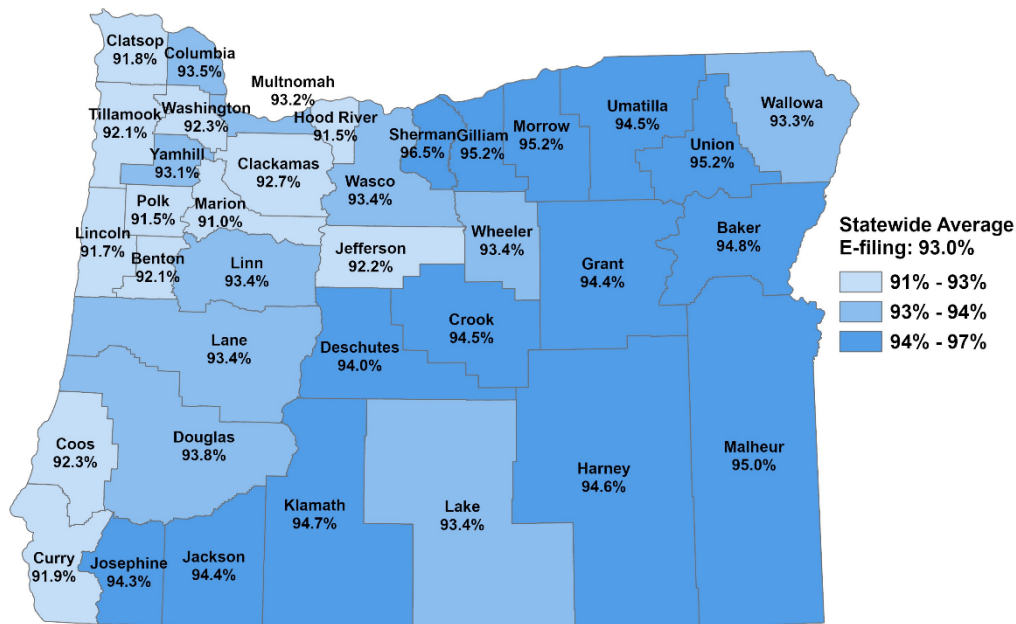 Clatsop
91.8%
Columbia
93.5%
Multnomah
93.2%
Tillamook
92.1%
Washington
92.3%
Hood River
91.5%
Sherman
96.5%
Gilliam
95.2%
Morrow
95.2%
Umatilla
94.5%
Wallowa
93.3%
Union
95.2%
Yamhill
93.1%
Clackamas
92.7%
Wasco
93.4%
Polk
91.5%
Marion
91.0%
Lincoln
91.7%
Benton
92.1%
Linn
93.4%
Jefferson
92.2%
Wheeler
93.4%
Grant
94.4%
Baker
94.8%
Statewide Average
E-filing: 93.0%
91% - 93%
93% - 94%
94% - 97%
Lane
93.4%
Deschutes
94.0%
Crook
94.5%
Coos
92.3%
Douglas
93.8%
Klamath
94.7%
Lake
93.4%
Harney
94.6%
Malheur
95.0%
Curry
91.9%
Josephine
94.3%
Jackson
94.4%